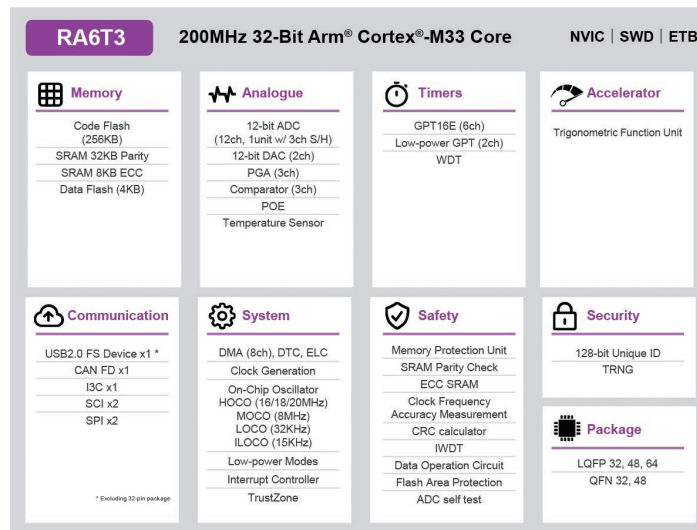 RA6T3
200MHz 32-Bit Arm® Cortex®-M33 Core
NVIC | SWD | ETB
Memory
Code Flash
(256KB)
SRAM 32KB Parity
SRAM 8KB ECC
Data Flash (4KB)
Analogue
12-bit ADC
(12ch, 1unit w/ 3ch S/H)
12-bit DAC (2ch)
PGA (3ch)
Comparator (3ch)
POE
Temperature Sensor
Timers
GPT16E (6ch)
Low-power GPT (2ch)
WDT
Accelerator
Trigonometric Function Unit
Communication
USB2.0 FS Device x1 *
CAN FD x1
I3C x1
SCI x2
SPI x2
* Excluding 32-pin package
System
DMA (8ch), DTC, ELC
Clock Generation
On-Chip Oscillator
HOCO (16/18/20MHz)
MOCO (8MHz)
LOCO (32KHz)
ILOCO (15KHz)
Low-power Modes
Interrupt Controller
TrustZone
Safety
Memory Protection Unit
SRAM Parity Check
ECC SRAM
Clock Frequency
Accuracy Measurement
CRC calculator
IWDT
Data Operation Circuit
Flash Area Protection
ADC self test
Security
128-bit Unique ID
TRNG
Package
LQFP 32, 48, 64
QFN 32, 48